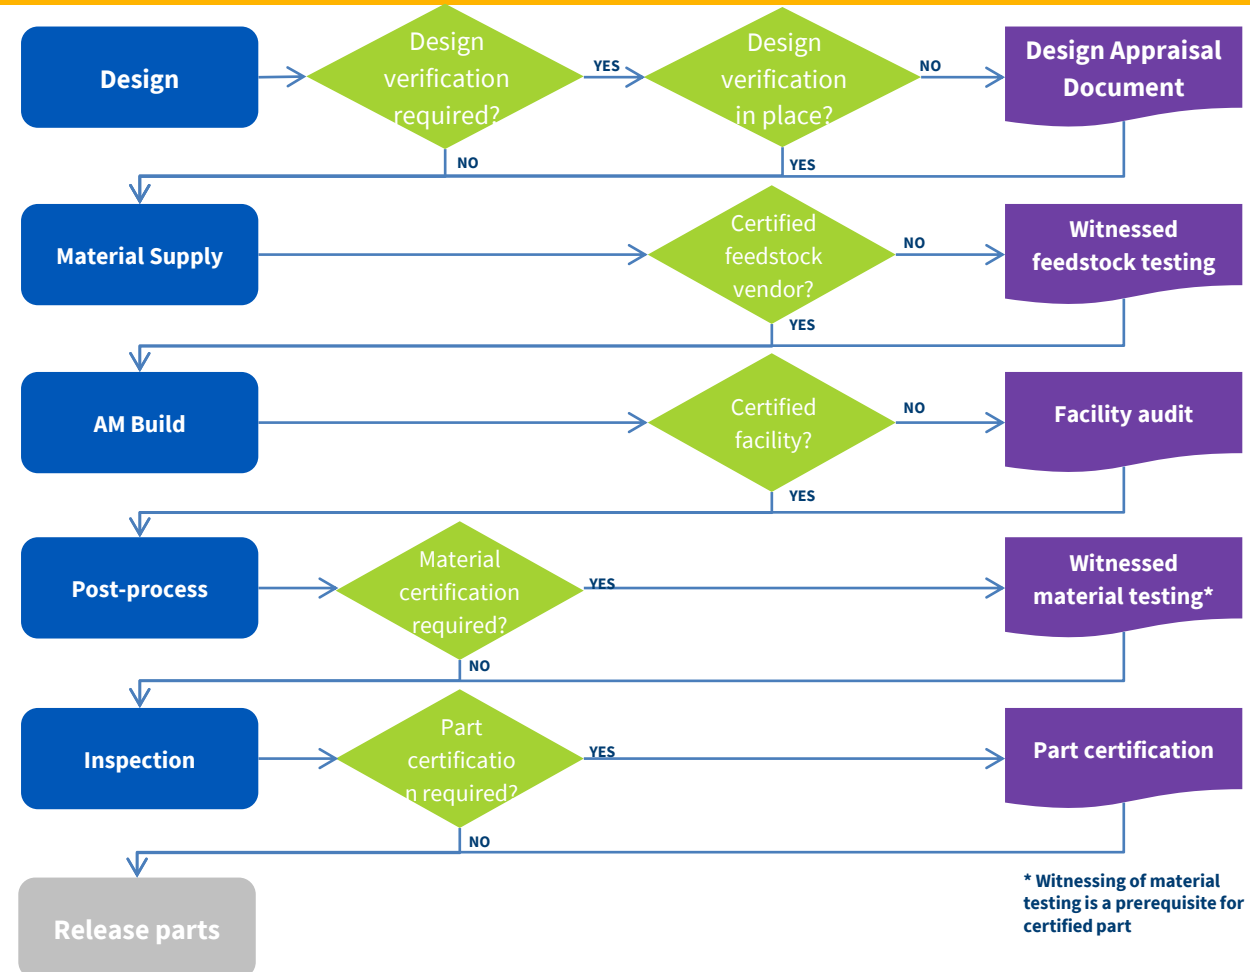 Design
Design
verification
required?
YES
Design
verification
in place?
NO
Design Appraisal
Document
NO
YES
Material Supply
Certified
feedstock
vendor?
NO
Witnessed
feedstock testing
YES
AM Build
Certified
facility?
NO
Facility audit
YES
Post-process
Material
certification
required?
YES
Witnessed
material testing*
NO
Inspection
Part
certificatio
n required?
YES
Part certification
NO
Release parts
* Witnessing of material
testing is a prerequisite for
certified part